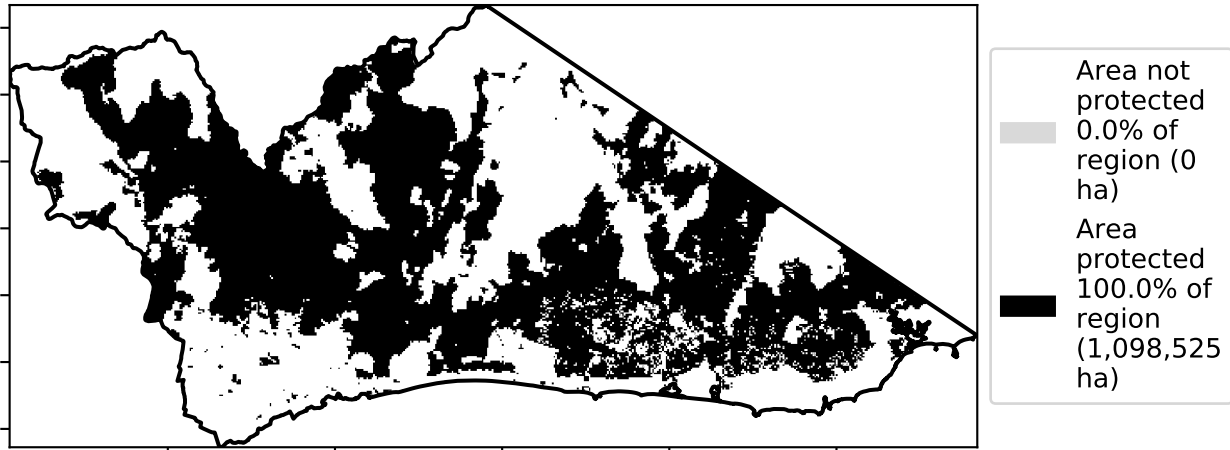 Area not
protected
0.0% of
region (0
ha)
Area
protected
100.0% of
region
(1,098,525
ha)